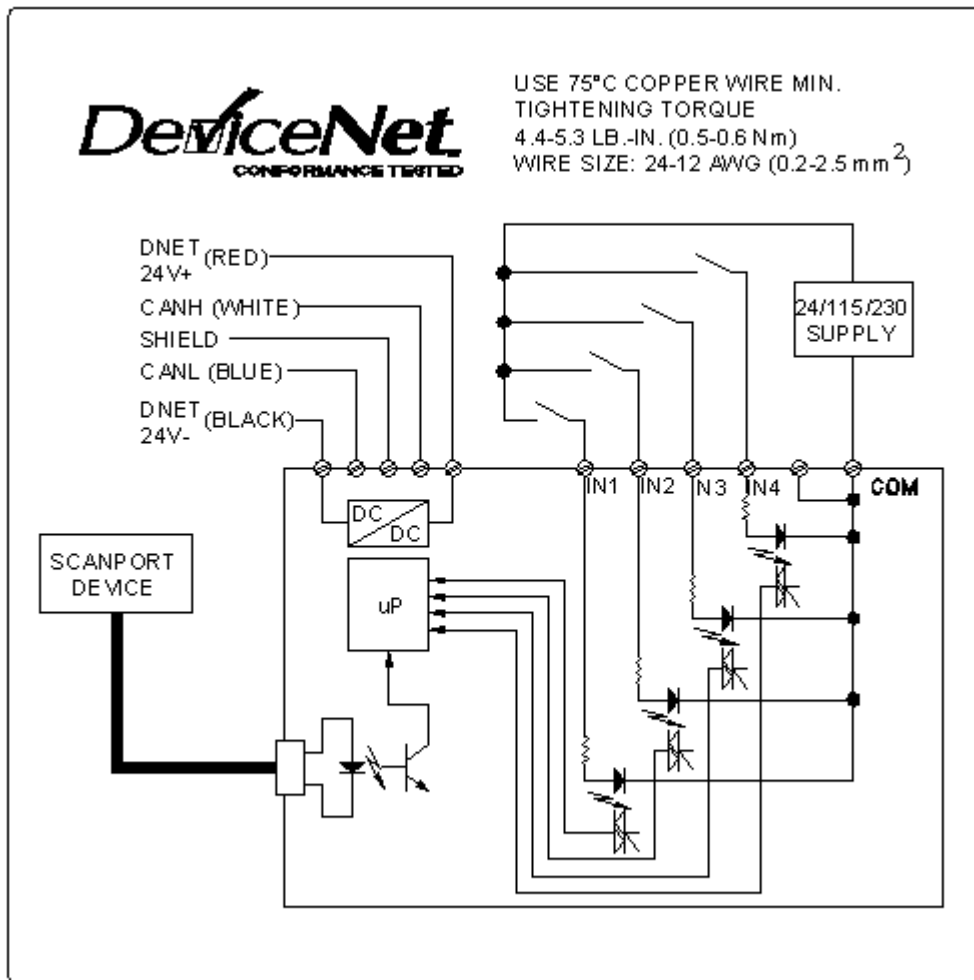 DeviceNet.
CONFORMANCE TESTED
USE 75°C COPPER WIRE MIN.
TIGHTENING TORQUE
4.4-5.3 LB.-IN. (0.5-0.6 Nm)
WIRE SIZE: 24-12 AWG (0.2-2.5 mm²)
DNET (RED)
24V+
CANH (WHITE)
SHIELD
CANL (BLUE)
DNET (BLACK)
24V-
24/115/230
SUPPLY
IN1
IN2
IN3
IN4
COM
DC
DC
SCANPORT
DEVICE
uP